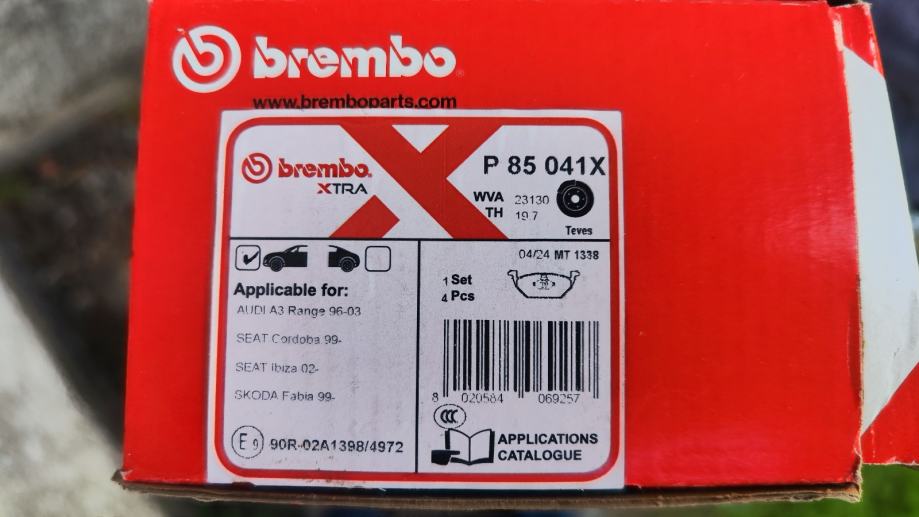 brembo
www.bremboparts.com
brembo
XTRA
P 85 041X
WVA 23130
TH 19.7
Teves
Applicable for:
AUDI A3 Range 96-03
SEAT Cordoba 99-
SEAT Ibiza 02-
SKODA Fabia 99-
E 9 90R-02A1398/4972
04/24 MT 1338
1 Set
4 Pcs
8 020584 069257
CCC
APPLICATIONS
CATALOGUE